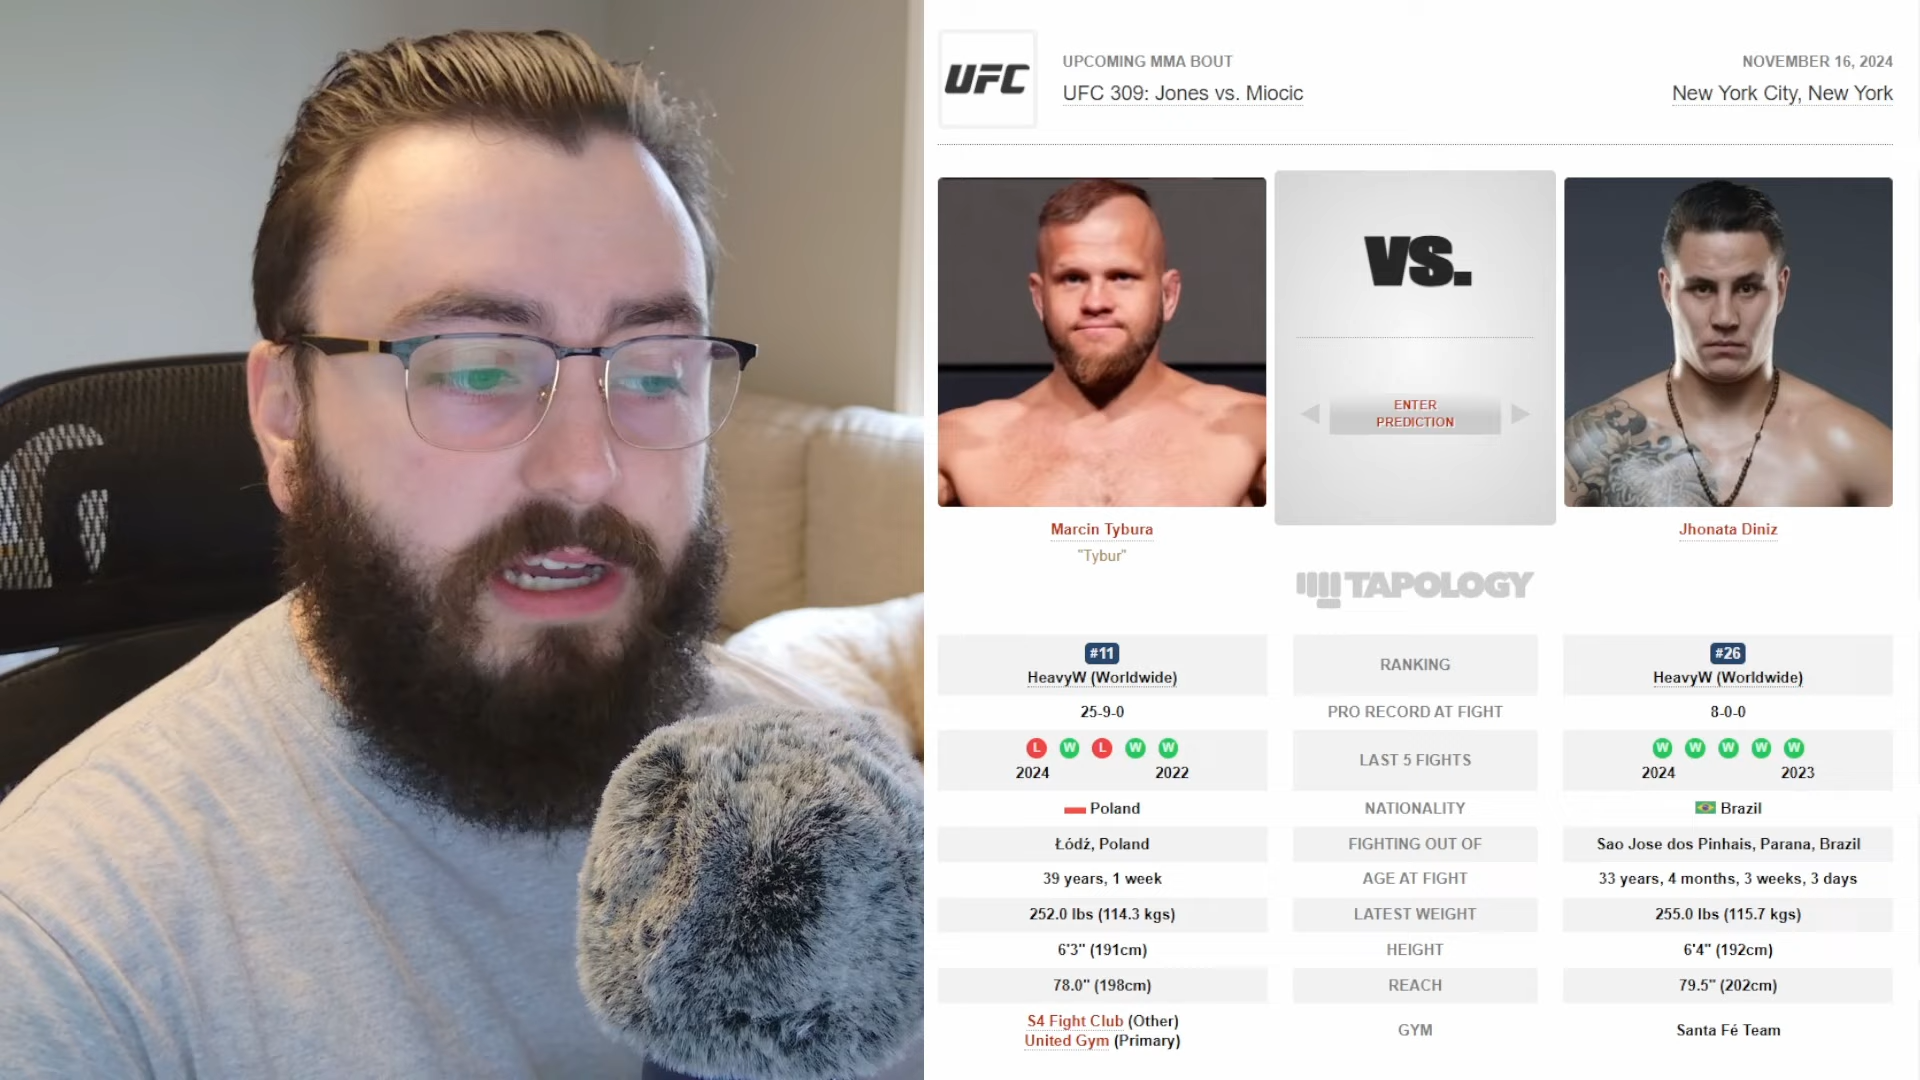 UFC
UPCOMING MMA BOUT
UFC 309: Jones vs. Miocic
NOVEMBER 16, 2024
New York City, New York
VS.
ENTER
PREDICTION
Marcin Tybura
"Tybur"
Jhonata Diniz
TAPOLOGY
#11
HeavyW (Worldwide)
RANKING
#26
HeavyW (Worldwide)
25-9-0
PRO RECORD AT FIGHT
8-0-0
L W L W W
2024 2022
LAST 5 FIGHTS
W W W W W
2024 2023
Poland
NATIONALITY
Brazil
Łódź, Poland
FIGHTING OUT OF
Sao Jose dos Pinhais, Parana, Brazil
39 years, 1 week
AGE AT FIGHT
33 years, 4 months, 3 weeks, 3 days
252.0 lbs (114.3 kgs)
LATEST WEIGHT
255.0 lbs (115.7 kgs)
6'3" (191cm)
HEIGHT
6'4" (192cm)
78.0" (198cm)
REACH
79.5" (202cm)
S4 Fight Club (Other)
United Gym (Primary)
GYM
Santa Fé Team